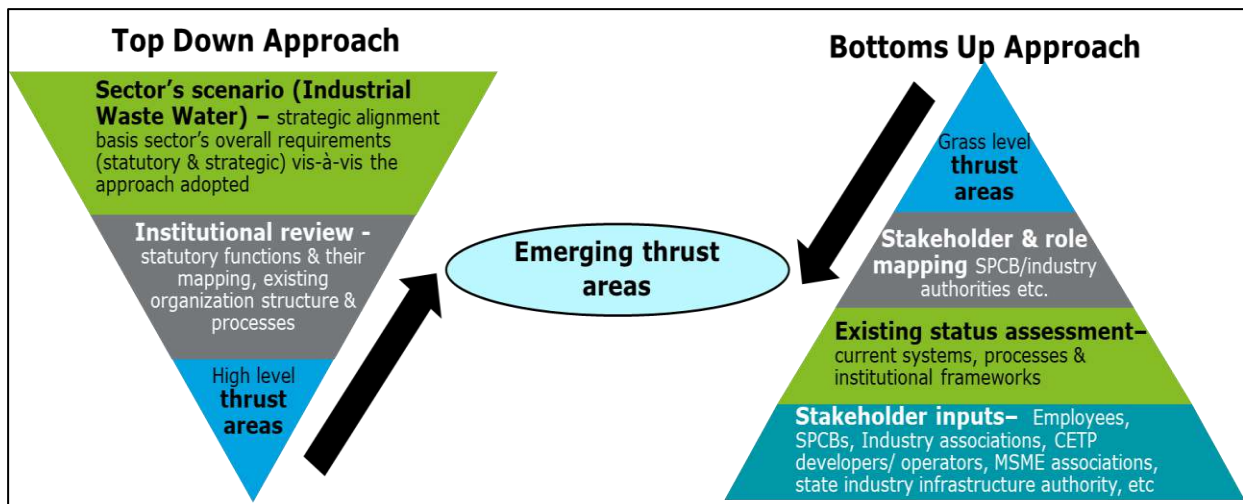 Top Down Approach
Sector's scenario (Industrial
Waste Water) – strategic alignment
basis sector's overall requirements
(statutory & strategic) vis-à-vis the
approach adopted
Institutional review -
statutory functions & their
mapping, existing
organization structure &
processes
High level
thrust
areas
Emerging thrust
areas
Bottoms Up Approach
Grass level
thrust
areas
Stakeholder & role
mapping SPCB/industry
authorities etc.
Existing status assessment–
current systems, processes &
institutional frameworks
Stakeholder inputs– Employees,
SPCBs, Industry associations, CETP
developers/ operators, MSME associations,
state industry infrastructure authority, etc